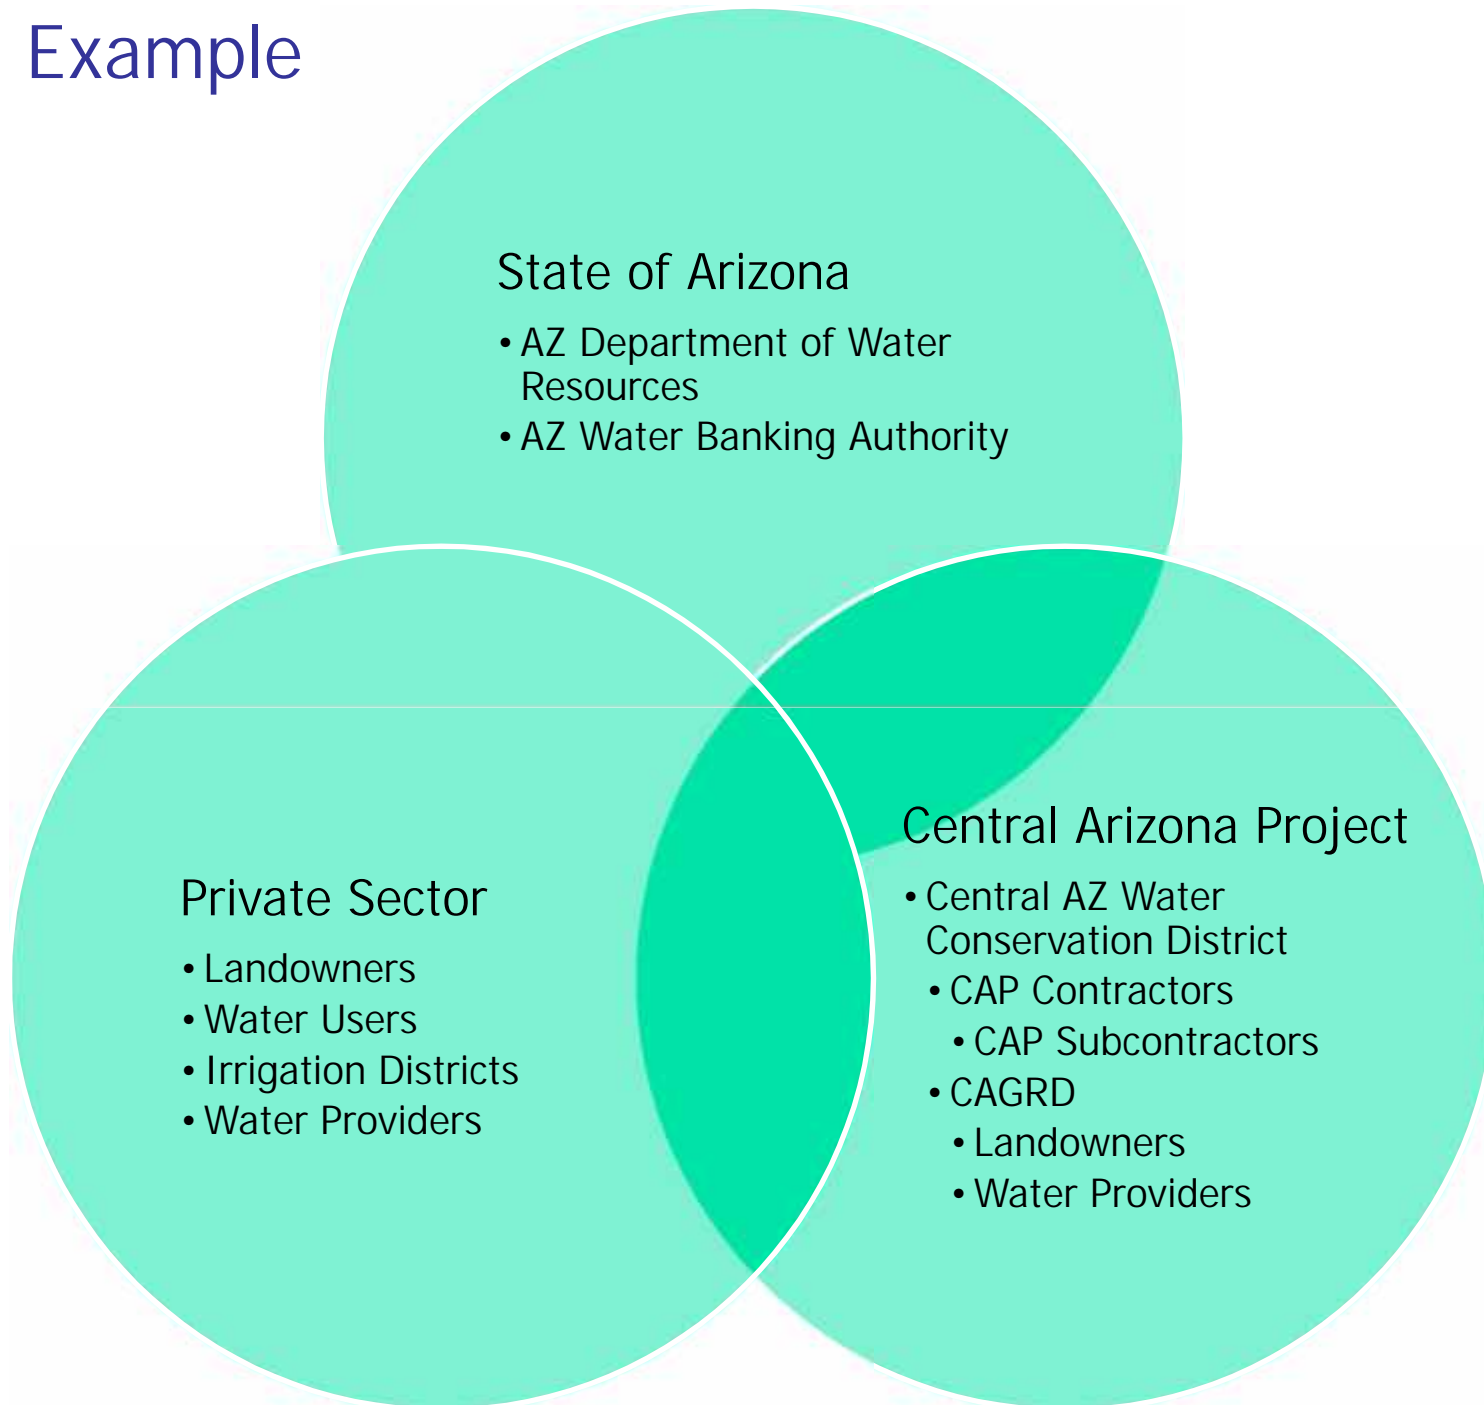 Example
State of Arizona
• AZ Department of Water
Resources
• AZ Water Banking Authority
Private Sector
• Landowners
• Water Users
• Irrigation Districts
• Water Providers
Central Arizona Project
• Central AZ Water
Conservation District
• CAP Contractors
• CAP Subcontractors
• CAGRD
• Landowners
• Water Providers